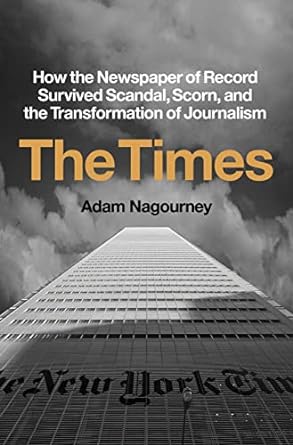 How the Newspaper of Record
Survived Scandal, Scorn, and
the Transformation of Journalism
The Times
Adam Nagourney
e New York Tim